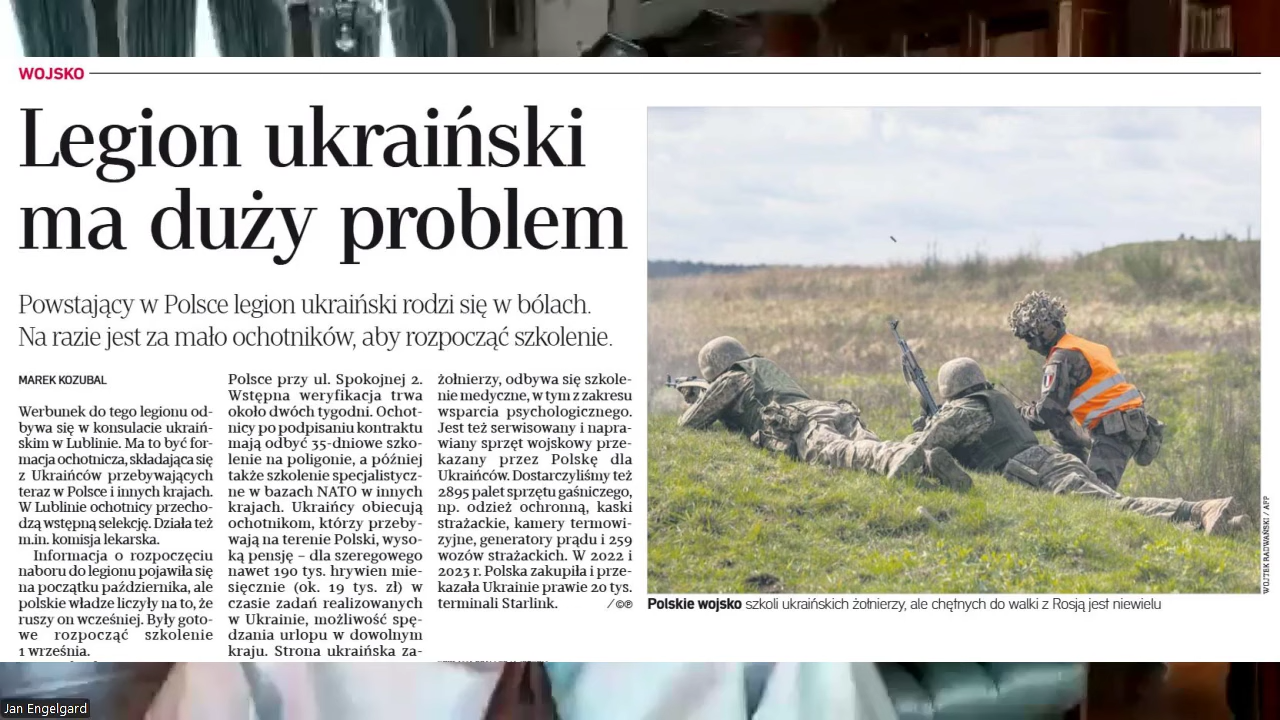 WOJSKO
Legion ukraiński
ma duży problem
Powstający w Polsce legion ukraiński rodzi się w bólach.
Na razie jest za mało ochotników, aby rozpocząć szkolenie.
MAREK KOZUBAL
Werbunek do tego legionu od-
bywa się w konsulacie ukraiń-
skim w Lublinie. Ma to być for-
macja ochotnicza, składająca się
z Ukraińców przebywających
teraz w Polsce i innych krajach.
W Lublinie ochotnicy przecho-
dzą wstępną selekcję. Działa też
m.in. komisja lekarska.
Informacja o rozpoczęciu
naboru do legionu pojawiła się
na początku października, ale
polskie władze liczyły na to, że
ruszy on wcześniej. Były goto-
we rozpocząć szkolenie
1 września.
Polsce przy ul. Spokojnej 2.
Wstępna weryfikacja trwa
około dwóch tygodni. Ochot-
nicy po podpisaniu kontraktu
mają odbyć 35-dniowe szko-
lenie na poligonie, a później
także szkolenie specjalistycz-
ne w bazach NATO w innych
krajach. Ukraińcy obiecują
ochotnikom, którzy przeby-
wają na terenie Polski, wyso-
ką pensję – dla szeregowego
nawet 190 tys. hrywien mie-
sięcznie (ok. 19 tys. zł) w
czasie zadań realizowanych
w Ukrainie, możliwość spę-
dzania urlopu w dowolnym
kraju. Strona ukraińska za-
żołnierzy, odbywa się szkole-
nie medyczne, w tym z zakresu
wsparcia psychologicznego.
Jest też serwisowany i napra-
wiany sprzęt wojskowy prze-
kazany przez Polskę dla
Ukraińców. Dostarczyliśmy też
2895 palet sprzętu gaśniczego,
np. odzież ochronną, kaski
strażackie, kamery termowi-
zyjne, generatory prądu i 259
wozów strażackich. W 2022 i
2023 r. Polska zakupiła i prze-
kazała Ukrainie prawie 20 tys.
terminali Starlink. /©℗
WOJTEK RADWAŃSKI / AFP
Polskie wojsko szkoli ukraińskich żołnierzy, ale chętnych do walki z Rosją jest niewielu
Jan Engelgard